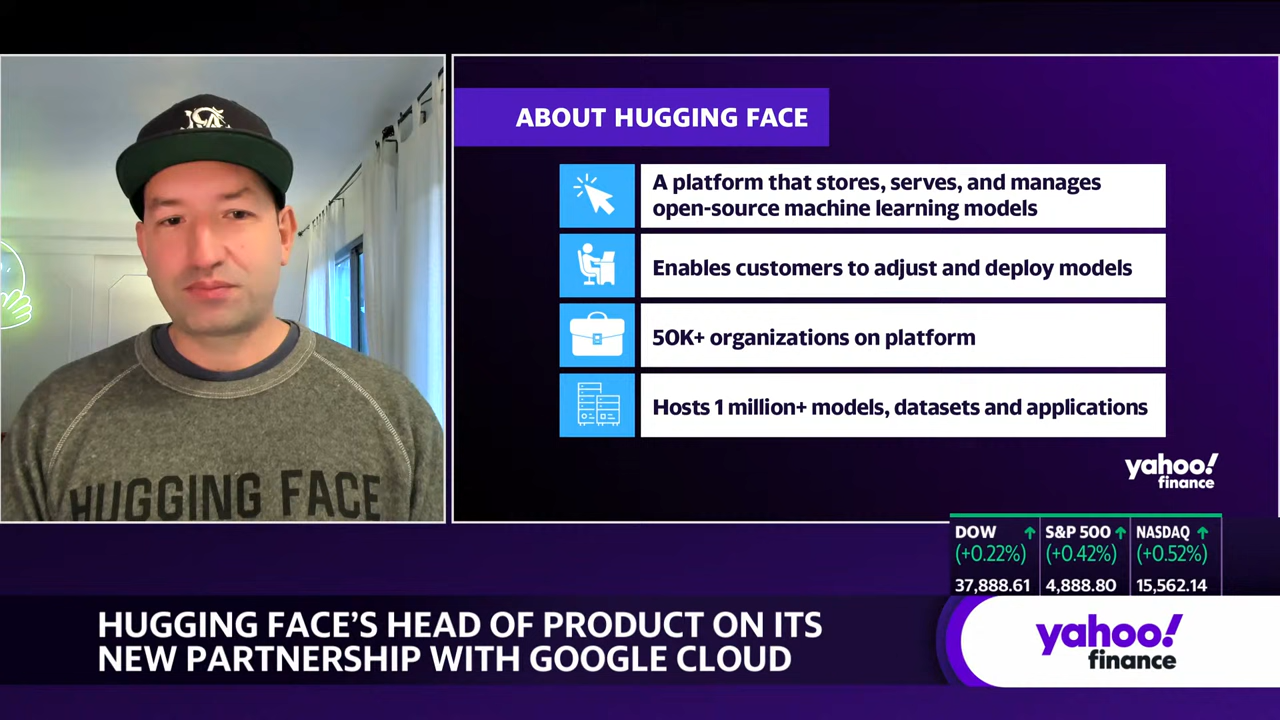 ABOUT HUGGING FACE
A platform that stores, serves, and manages
open-source machine learning models
Enables customers to adjust and deploy models
50K+ organizations on platform
Hosts 1 million+ models, datasets and applications
HUGGING FACE
yahoo!
finance
DOW
(+0.22%)
37,888.61
S&P 500
(+0.42%)
4,888.80
NASDAQ
(+0.52%)
15,562.14
HUGGING FACE'S HEAD OF PRODUCT ON ITS
NEW PARTNERSHIP WITH GOOGLE CLOUD
yahoo!
finance